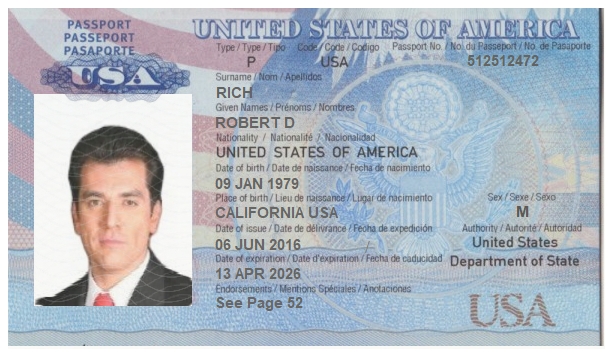 PASSPORT
PASSEPORT
PASAPORTE
USA
UNITED STATES OF AMERICA
Type / Type / Tipo Code / Code / Codigo Passport No. / No. du Passeport / No. de Pasaporte
P USA 512512472
Surname / Nom / Apellidos
RICH
Given Names / Prénoms / Nombres
ROBERT D
Nationality / Nationalité / Nacionalidad
UNITED STATES OF AMERICA
Date of birth / Date de naissance / Fecha de nacimiento
09 JAN 1979
Place of birth / Lieu de naissance / Lugar de nacimiento Sex / Sexe / Sexo
CALIFORNIA USA M
Date of issue / Date de délivrance / Fecha de expedición Authority / Autorité / Autoridad
06 JUN 2016 United States
Date of expiration / Date d'expiration / Fecha de caducidad Department of State
13 APR 2026
Endorsements / Mentions Spéciales / Anotaciones
See Page 52
USA